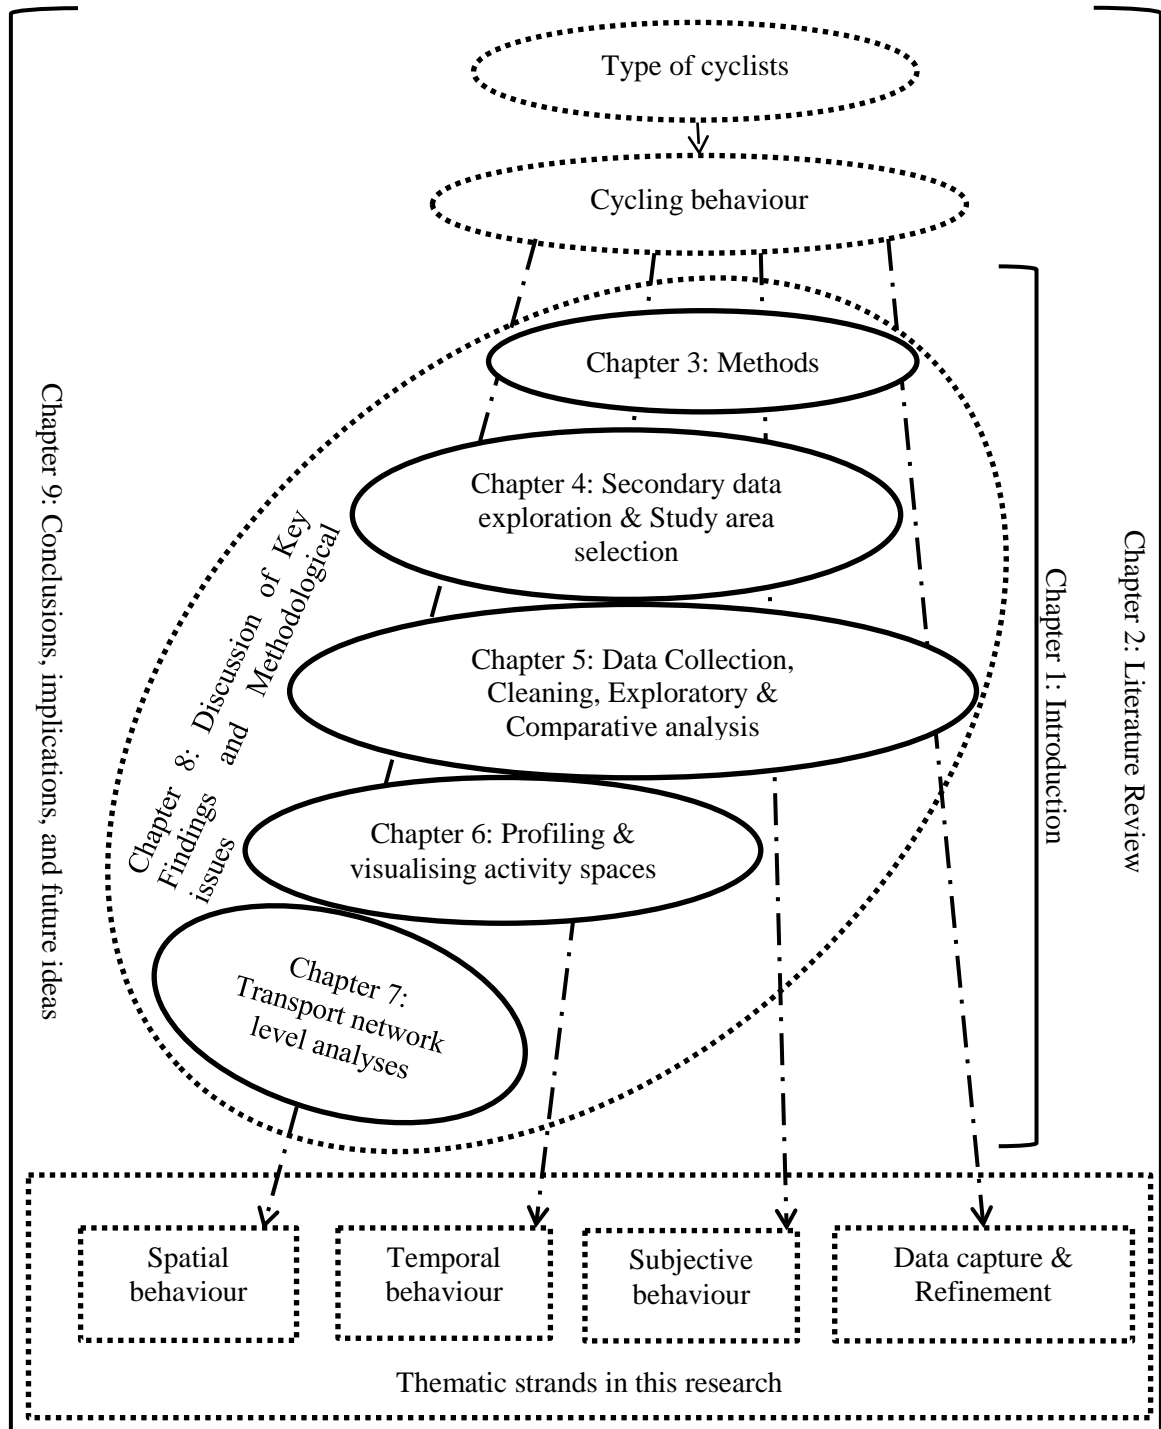 Type of cyclists
Cycling behaviour
Chapter 3: Methods
Chapter 4: Secondary data
exploration & Study area
selection
Chapter 5: Data Collection,
Cleaning, Exploratory &
Comparative analysis
Chapter 6: Profiling &
visualising activity spaces
Chapter 7:
Transport network
level analyses
Chapter 8: Discussion of Key
Findings and Methodological
issues
Chapter 9: Conclusions, implications, and future ideas
Chapter 1: Introduction
Chapter 2: Literature Review
Spatial
behaviour
Temporal
behaviour
Subjective
behaviour
Data capture &
Refinement
Thematic strands in this research